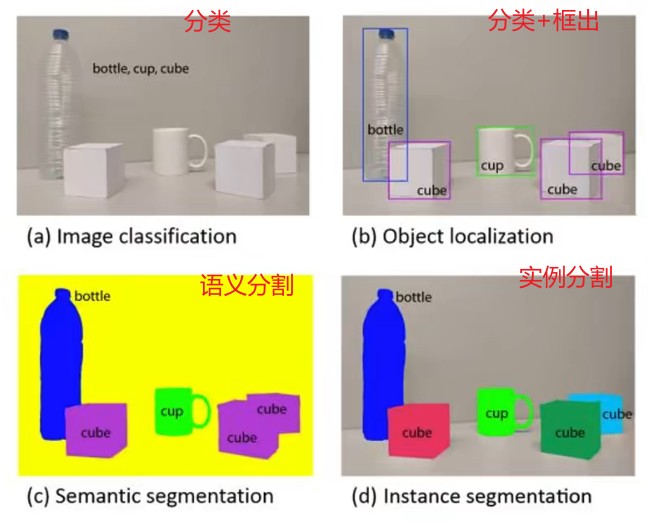 分类
bottle, cup, cube
(a) Image classification
分类+框出
bottle
cube
cup
cube
cube
(b) Object localization
语义分割
bottle
cube
cup
cube
cube
(c) Semantic segmentation
实例分割
bottle
cube
cup
cube
cube
(d) Instance segmentation